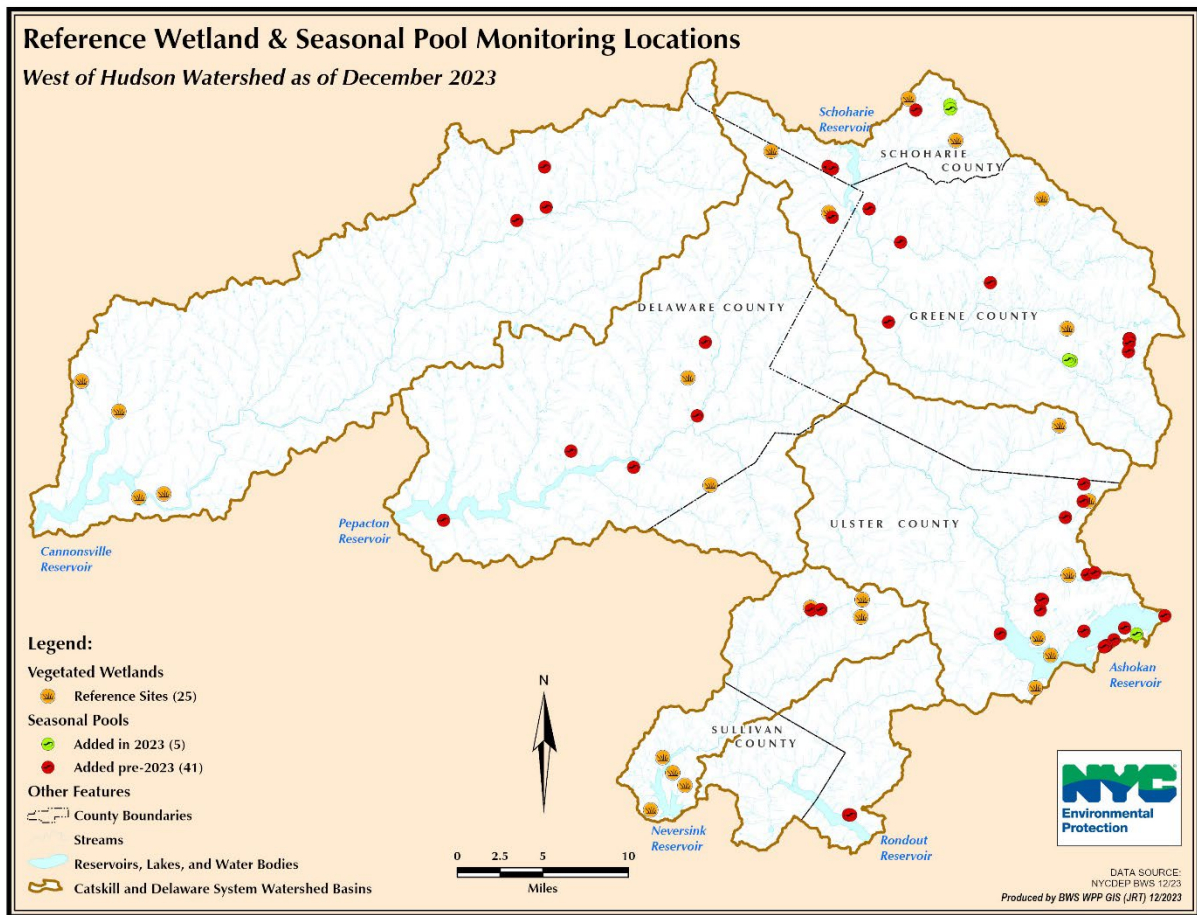 Reference Wetland & Seasonal Pool Monitoring Locations
West of Hudson Watershed as of December 2023
Schoharie
Reservoir
SCHOHARIE
COUNTY
DELAWARE COUNTY
GREENE COUNTY
ULSTER COUNTY
Pepacton
Reservoir
Cannonsville
Reservoir
Ashokan
Reservoir
SULLIVAN
COUNTY
Neversink
Reservoir
Rondout
Reservoir
Legend:
Vegetated Wetlands
Reference Sites (25)
Seasonal Pools
Added in 2023 (5)
Added pre-2023 (41)
Other Features
County Boundaries
Streams
Reservoirs, Lakes, and Water Bodies
Catskill and Delaware System Watershed Basins
N
0 2.5 5 10
Miles
NYC
Environmental
Protection
DATA SOURCE:
NYCDEP BWS 12/23
Produced by BWS WPP GIS (JRT) 12/2023